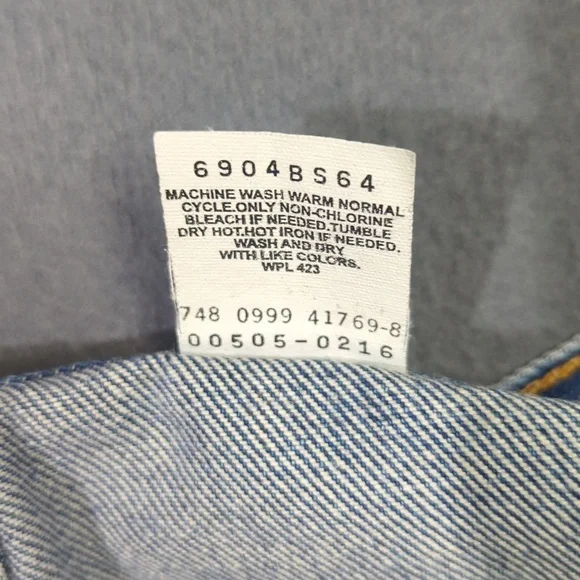 6904BS64
MACHINE WASH WARM NORMAL
CYCLE.ONLY NON-CHLORINE
BLEACH IF NEEDED.TUMBLE
DRY HOT.HOT IRON IF NEEDED.
WASH AND DRY
WITH LIKE COLORS.
WPL 423
748 0999 41769-8
00505-0216